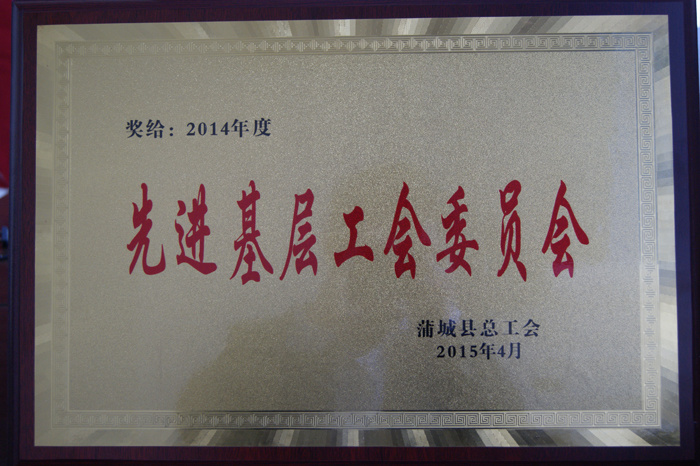 奖给：2014年度
先进基层工会委员会
蒲城县总工会
2015年4月